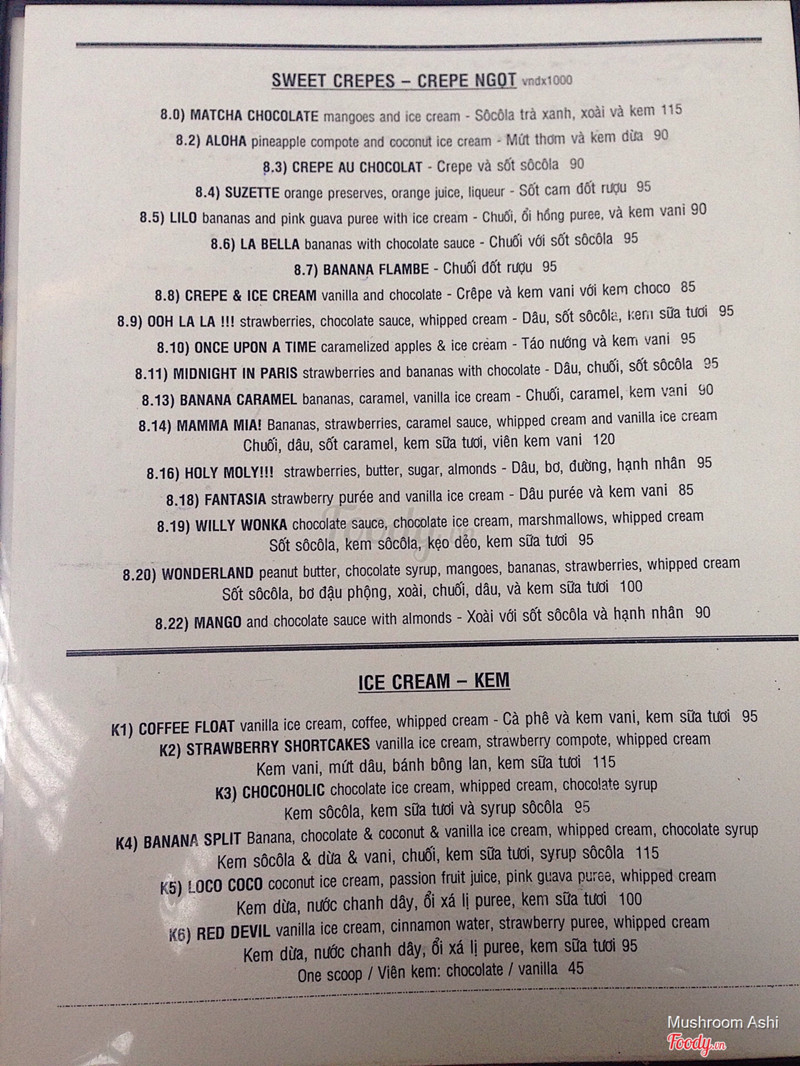 SWEET CREPES – CREPE NGỌT vndx1000
8.0) MATCHA CHOCOLATE mangoes and ice cream - Sôcôla trà xanh, xoài và kem 115
8.2) ALOHA pineapple compote and coconut ice cream - Mứt thơm và kem dừa 90
8.3) CREPE AU CHOCOLAT - Crepe và sốt sôcôla 90
8.4) SUZETTE orange preserves, orange juice, liqueur - Sốt cam đốt rượu 95
8.5) LILO bananas and pink guava puree with ice cream - Chuối, ổi hồng puree, và kem vani 90
8.6) LA BELLA bananas with chocolate sauce - Chuối với sốt sôcôla 95
8.7) BANANA FLAMBE - Chuối đốt rượu 95
8.8) CREPE & ICE CREAM vanilla and chocolate - Crêpe và kem vani với kem choco 85
8.9) OOH LA LA !!! strawberries, chocolate sauce, whipped cream - Dâu, sốt sôcôla, kem sữa tươi 95
8.10) ONCE UPON A TIME caramelized apples & ice cream - Táo nướng và kem vani 95
8.11) MIDNIGHT IN PARIS strawberries and bananas with chocolate - Dâu, chuối, sốt sôcôla 95
8.13) BANANA CARAMEL bananas, caramel, vanilla ice cream - Chuối, caramel, kem vani 90
8.14) MAMMA MIA! Bananas, strawberries, caramel sauce, whipped cream and vanilla ice cream
Chuối, dâu, sốt caramel, kem sữa tươi, viên kem vani 120
8.16) HOLY MOLY!!! strawberries, butter, sugar, almonds - Dâu, bơ, đường, hạnh nhân 95
8.18) FANTASIA strawberry purée and vanilla ice cream - Dâu purée và kem vani 85
8.19) WILLY WONKA chocolate sauce, chocolate ice cream, marshmallows, whipped cream
Sốt sôcôla, kem sôcôla, kẹo dẻo, kem sữa tươi 95
8.20) WONDERLAND peanut butter, chocolate syrup, mangoes, bananas, strawberries, whipped cream
Sốt sôcôla, bơ đậu phộng, xoài, chuối, dâu, và kem sữa tươi 100
8.22) MANGO and chocolate sauce with almonds - Xoài với sốt sôcôla và hạnh nhân 90
Foody.vn
ICE CREAM – KEM
K1) COFFEE FLOAT vanilla ice cream, coffee, whipped cream - Cà phê và kem vani, kem sữa tươi 95
K2) STRAWBERRY SHORTCAKES vanilla ice cream, strawberry compote, whipped cream
Kem vani, mứt dâu, bánh bông lan, kem sữa tươi 115
K3) CHOCOHOLIC chocolate ice cream, whipped cream, chocolate syrup
Kem sôcôla, kem sữa tươi và syrup sôcôla 95
K4) BANANA SPLIT Banana, chocolate & coconut & vanilla ice cream, whipped cream, chocolate syrup
Kem sôcôla & dừa & vani, chuối, kem sữa tươi, syrup sôcôla 115
K5) LOCO COCO coconut ice cream, passion fruit juice, pink guava puree, whipped cream
Kem dừa, nước chanh dây, ổi xá lị puree, kem sữa tươi 100
K6) RED DEVIL vanilla ice cream, cinnamon water, strawberry puree, whipped cream
Kem dừa, nước chanh dây, ổi xá lị puree, kem sữa tươi 95
One scoop / Viên kem: chocolate / vanilla 45
Mushroom Ashi
Foody.vn